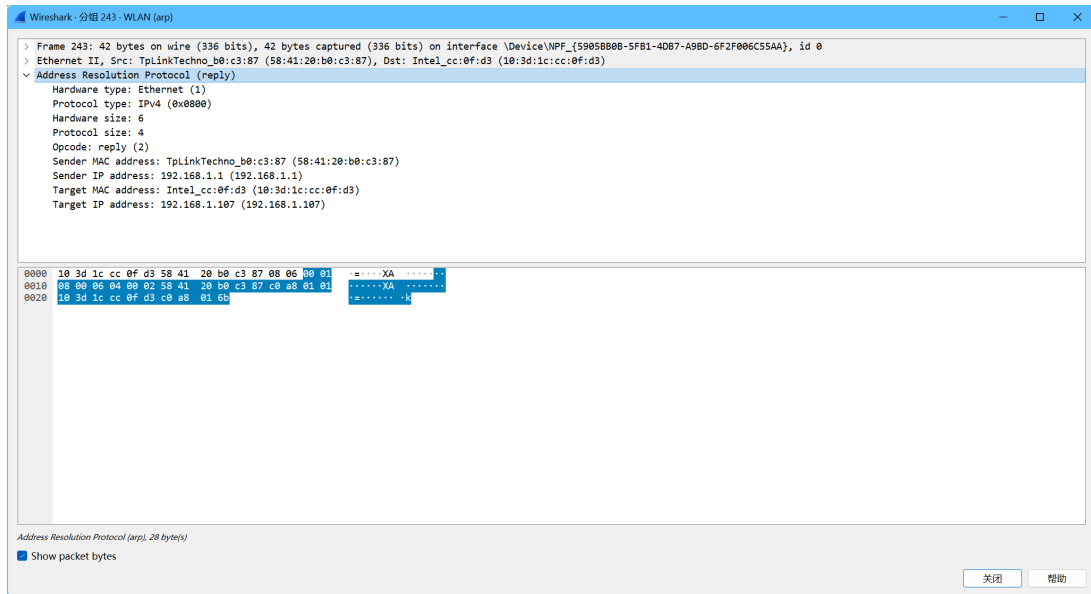 Wireshark · 分组 243 · WLAN (arp)
Frame 243: 42 bytes on wire (336 bits), 42 bytes captured (336 bits) on interface \Device\NPF_{5905BB0B-5FB1-4DB7-A9BD-6F2F006C55AA}, id 0
Ethernet II, Src: TpLinkTechno_b0:c3:87 (58:41:20:b0:c3:87), Dst: Intel_cc:0f:d3 (10:3d:1c:cc:0f:d3)
Address Resolution Protocol (reply)
Hardware type: Ethernet (1)
Protocol type: IPv4 (0x0800)
Hardware size: 6
Protocol size: 4
Opcode: reply (2)
Sender MAC address: TpLinkTechno_b0:c3:87 (58:41:20:b0:c3:87)
Sender IP address: 192.168.1.1 (192.168.1.1)
Target MAC address: Intel_cc:0f:d3 (10:3d:1c:cc:0f:d3)
Target IP address: 192.168.1.107 (192.168.1.107)
0000 10 3d 1c cc 0f d3 58 41 20 b0 c3 87 08 06 00 01 ·=····XA ········
0010 08 00 06 04 00 02 58 41 20 b0 c3 87 c0 a8 01 01 ······XA ·······
0020 10 3d 1c cc 0f d3 c0 a8 01 6b ·=······ ·k
Address Resolution Protocol (arp), 28 byte(s)
Show packet bytes
关闭 帮助